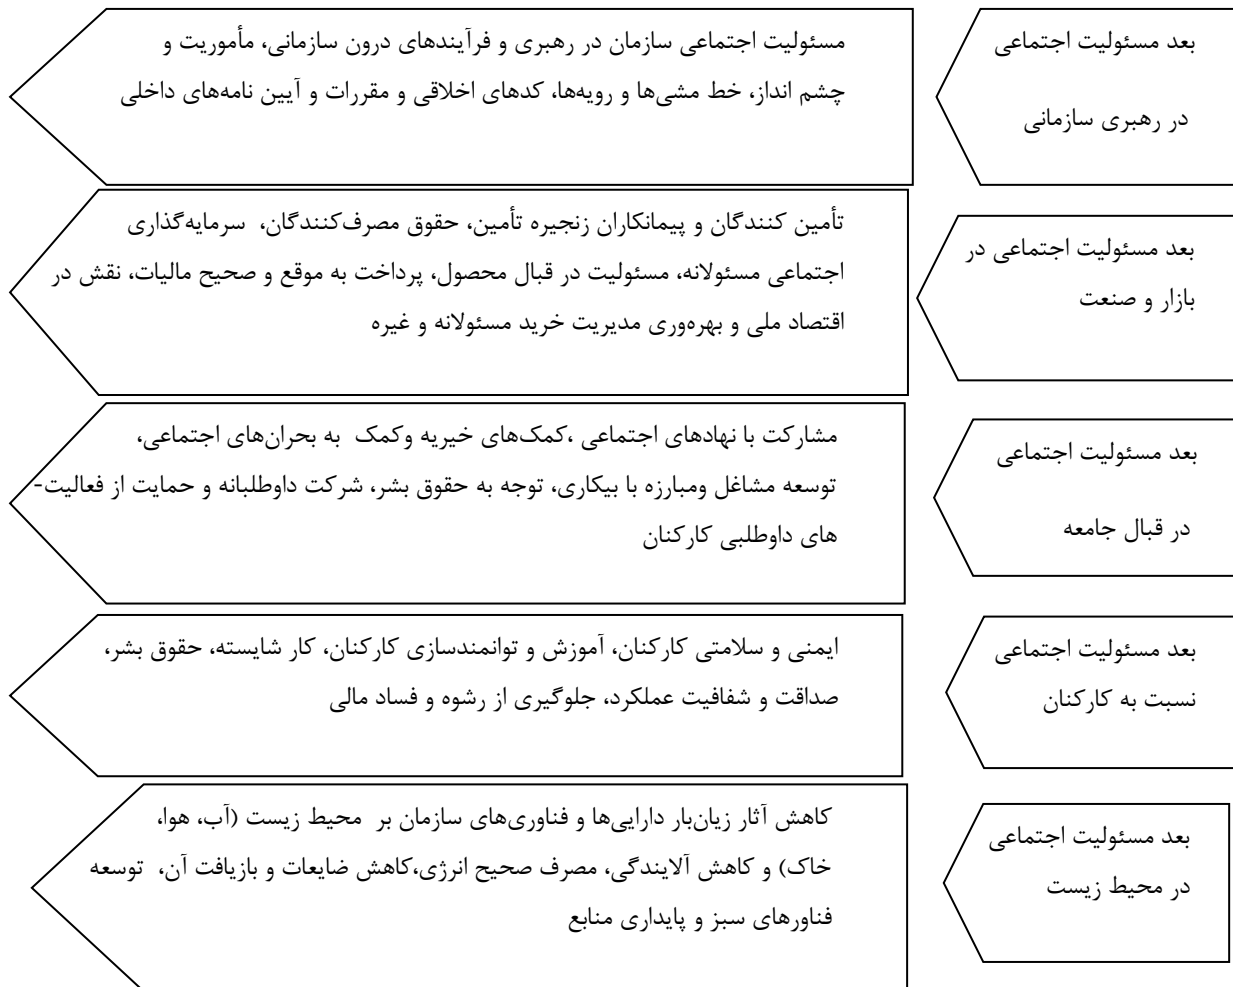 بعد مسئولیت اجتماعی
در رهبری سازمانی
مسئولیت اجتماعی سازمان در رهبری و فرآیندهای درون سازمانی، مأموریت و
چشم انداز، خط مشی‌ها و رویه‌ها، کدهای اخلاقی و مقررات و آیین نامه‌های داخلی
بعد مسئولیت اجتماعی در
بازار و صنعت
تأمین کنندگان و پیمانکاران زنجیره تأمین، حقوق مصرف‌کنندگان، سرمایه‌گذاری
اجتماعی مسئولانه، مسئولیت در قبال محصول، پرداخت به موقع و صحیح مالیات، نقش در
اقتصاد ملی و بهره‌وری مدیریت خرید مسئولانه و غیره
بعد مسئولیت اجتماعی
در قبال جامعه
مشارکت با نهادهای اجتماعی ،کمک‌های خیریه وکمک به بحران‌های اجتماعی،
توسعه مشاغل ومبارزه با بیکاری، توجه به حقوق بشر، شرکت داوطلبانه و حمایت از فعالیت-
های داوطلبی کارکنان
بعد مسئولیت اجتماعی
نسبت به کارکنان
ایمنی و سلامتی کارکنان، آموزش و توانمندسازی کارکنان، کار شایسته، حقوق بشر،
صداقت و شفافیت عملکرد، جلوگیری از رشوه و فساد مالی
بعد مسئولیت اجتماعی
در محیط زیست
کاهش آثار زیان‌بار دارایی‌ها و فناوری‌های سازمان بر محیط زیست (آب، هوا،
خاک) و کاهش آلایندگی، مصرف صحیح انرژی،کاهش ضایعات و بازیافت آن، توسعه
فناورهای سبز و پایداری منابع